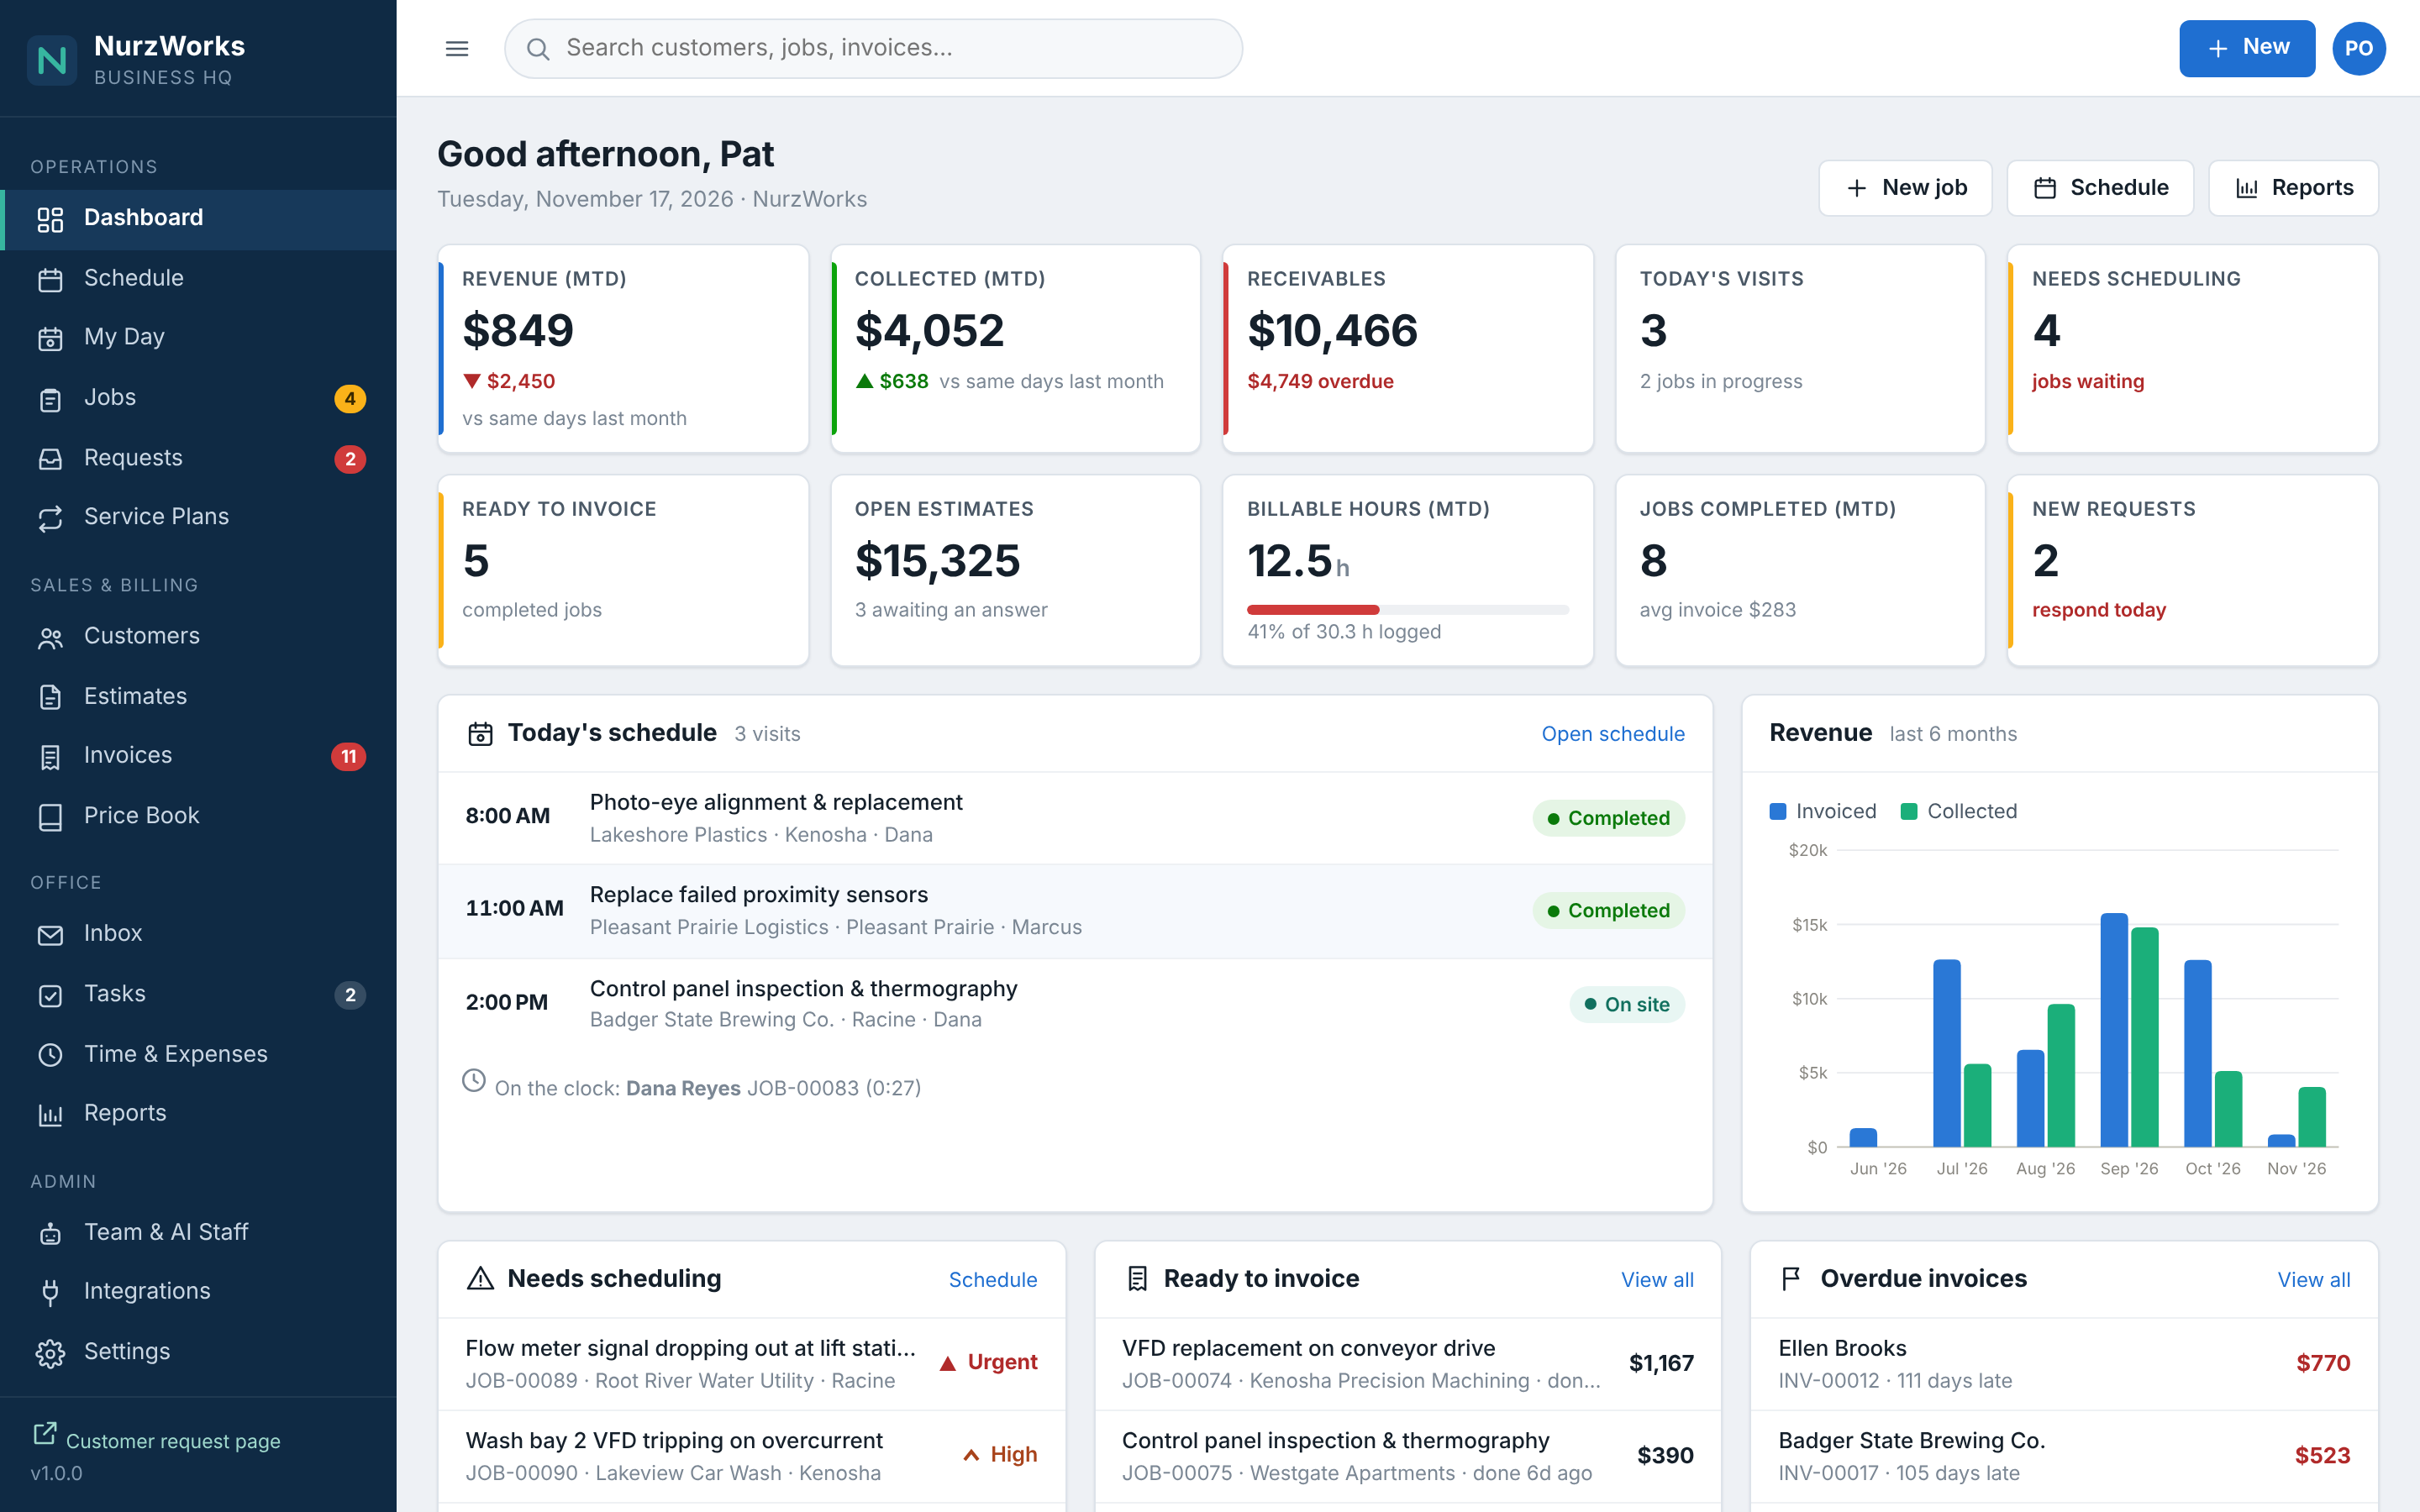 NurzWorks
BUSINESS HQ
OPERATIONS
Dashboard
Schedule
My Day
Jobs 4
Requests 2
Service Plans
SALES & BILLING
Customers
Estimates
Invoices 11
Price Book
OFFICE
Inbox
Tasks 2
Time & Expenses
Reports
ADMIN
Team & AI Staff
Integrations
Settings
Customer request page
v1.0.0
Search customers, jobs, invoices...
New
PO
Good afternoon, Pat
Tuesday, November 17, 2026 · NurzWorks
New job
Schedule
Reports
REVENUE (MTD)
$849
▼ $2,450
vs same days last month
COLLECTED (MTD)
$4,052
▲ $638 vs same days last month
RECEIVABLES
$10,466
$4,749 overdue
TODAY'S VISITS
3
2 jobs in progress
NEEDS SCHEDULING
4
jobs waiting
READY TO INVOICE
5
completed jobs
OPEN ESTIMATES
$15,325
3 awaiting an answer
BILLABLE HOURS (MTD)
12.5 h
41% of 30.3 h logged
JOBS COMPLETED (MTD)
8
avg invoice $283
NEW REQUESTS
2
respond today
Today's schedule 3 visits
Open schedule
8:00 AM
Photo-eye alignment & replacement
Lakeshore Plastics · Kenosha · Dana
Completed
11:00 AM
Replace failed proximity sensors
Pleasant Prairie Logistics · Pleasant Prairie · Marcus
Completed
2:00 PM
Control panel inspection & thermography
Badger State Brewing Co. · Racine · Dana
On site
On the clock: Dana Reyes JOB-00083 (0:27)
Revenue last 6 months
Invoiced Collected
$20k
$15k
$10k
$5k
$0
Jun '26 Jul '26 Aug '26 Sep '26 Oct '26 Nov '26
Needs scheduling
Schedule
Flow meter signal dropping out at lift stati...
JOB-00089 · Root River Water Utility · Racine
▲ Urgent
Wash bay 2 VFD tripping on overcurrent
JOB-00090 · Lakeview Car Wash · Kenosha
High
Ready to invoice
View all
VFD replacement on conveyor drive
JOB-00074 · Kenosha Precision Machining · don...
$1,167
Control panel inspection & thermography
JOB-00075 · Westgate Apartments · done 6d ago
$390
Overdue invoices
View all
Ellen Brooks
INV-00012 · 111 days late
$770
Badger State Brewing Co.
INV-00017 · 105 days late
$523